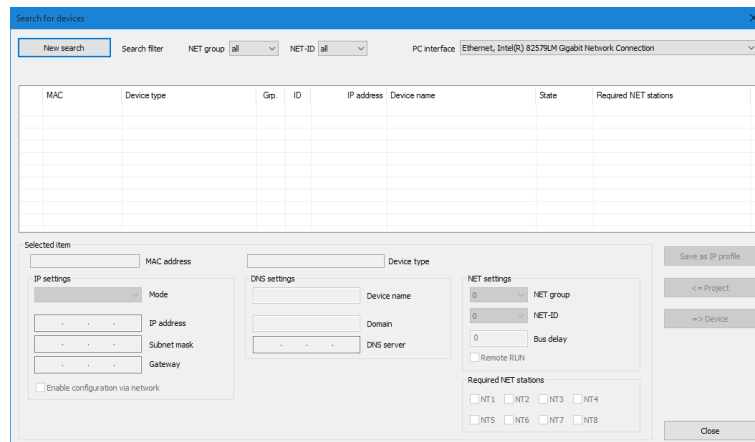 Search for devices
New search Search filter NET group all NET-ID all PC interface Ethernet, Intel(R) 82579LM Gigabit Network Connection
MAC Device type Grp. ID IP address Device name State Required NET stations
Selected item
MAC address Device type
Save as IP profile
IP settings DNS settings NET settings
Mode Device name 0 NET group
<= Project
IP address Domain 0 NET-ID
=> Device
Subnet mask DNS server 0 Bus delay
Gateway Remote RUN
Enable configuration via network
Required NET stations
NT1 NT2 NT3 NT4
NT5 NT6 NT7 NT8
Close